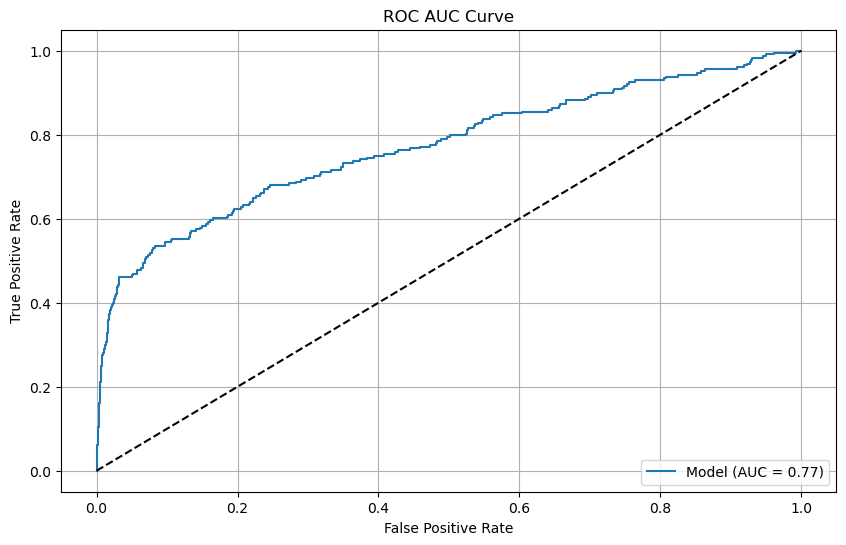 ROC AUC Curve
True Positive Rate
1.0
0.8
0.6
0.4
0.2
0.0
Model (AUC = 0.77)
0.0 0.2 0.4 0.6 0.8 1.0
False Positive Rate